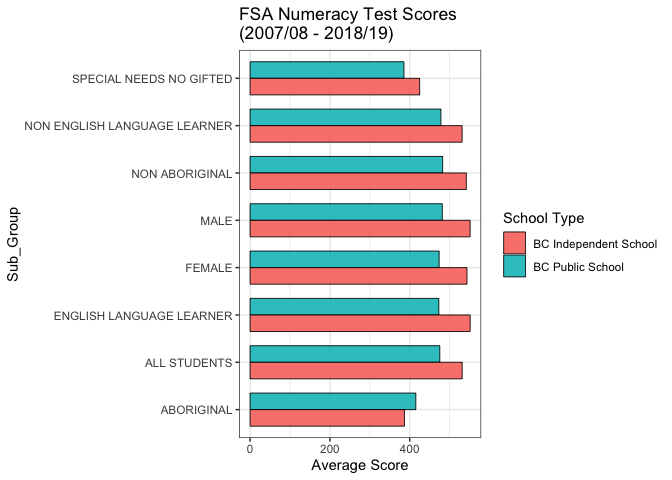 FSA Numeracy Test Scores
(2007/08 - 2018/19)
SPECIAL NEEDS NO GIFTED
NON ENGLISH LANGUAGE LEARNER
NON ABORIGINAL
MALE
FEMALE
ENGLISH LANGUAGE LEARNER
ALL STUDENTS
ABORIGINAL
Sub_Group
0 200 400
Average Score
School Type
BC Independent School
BC Public School